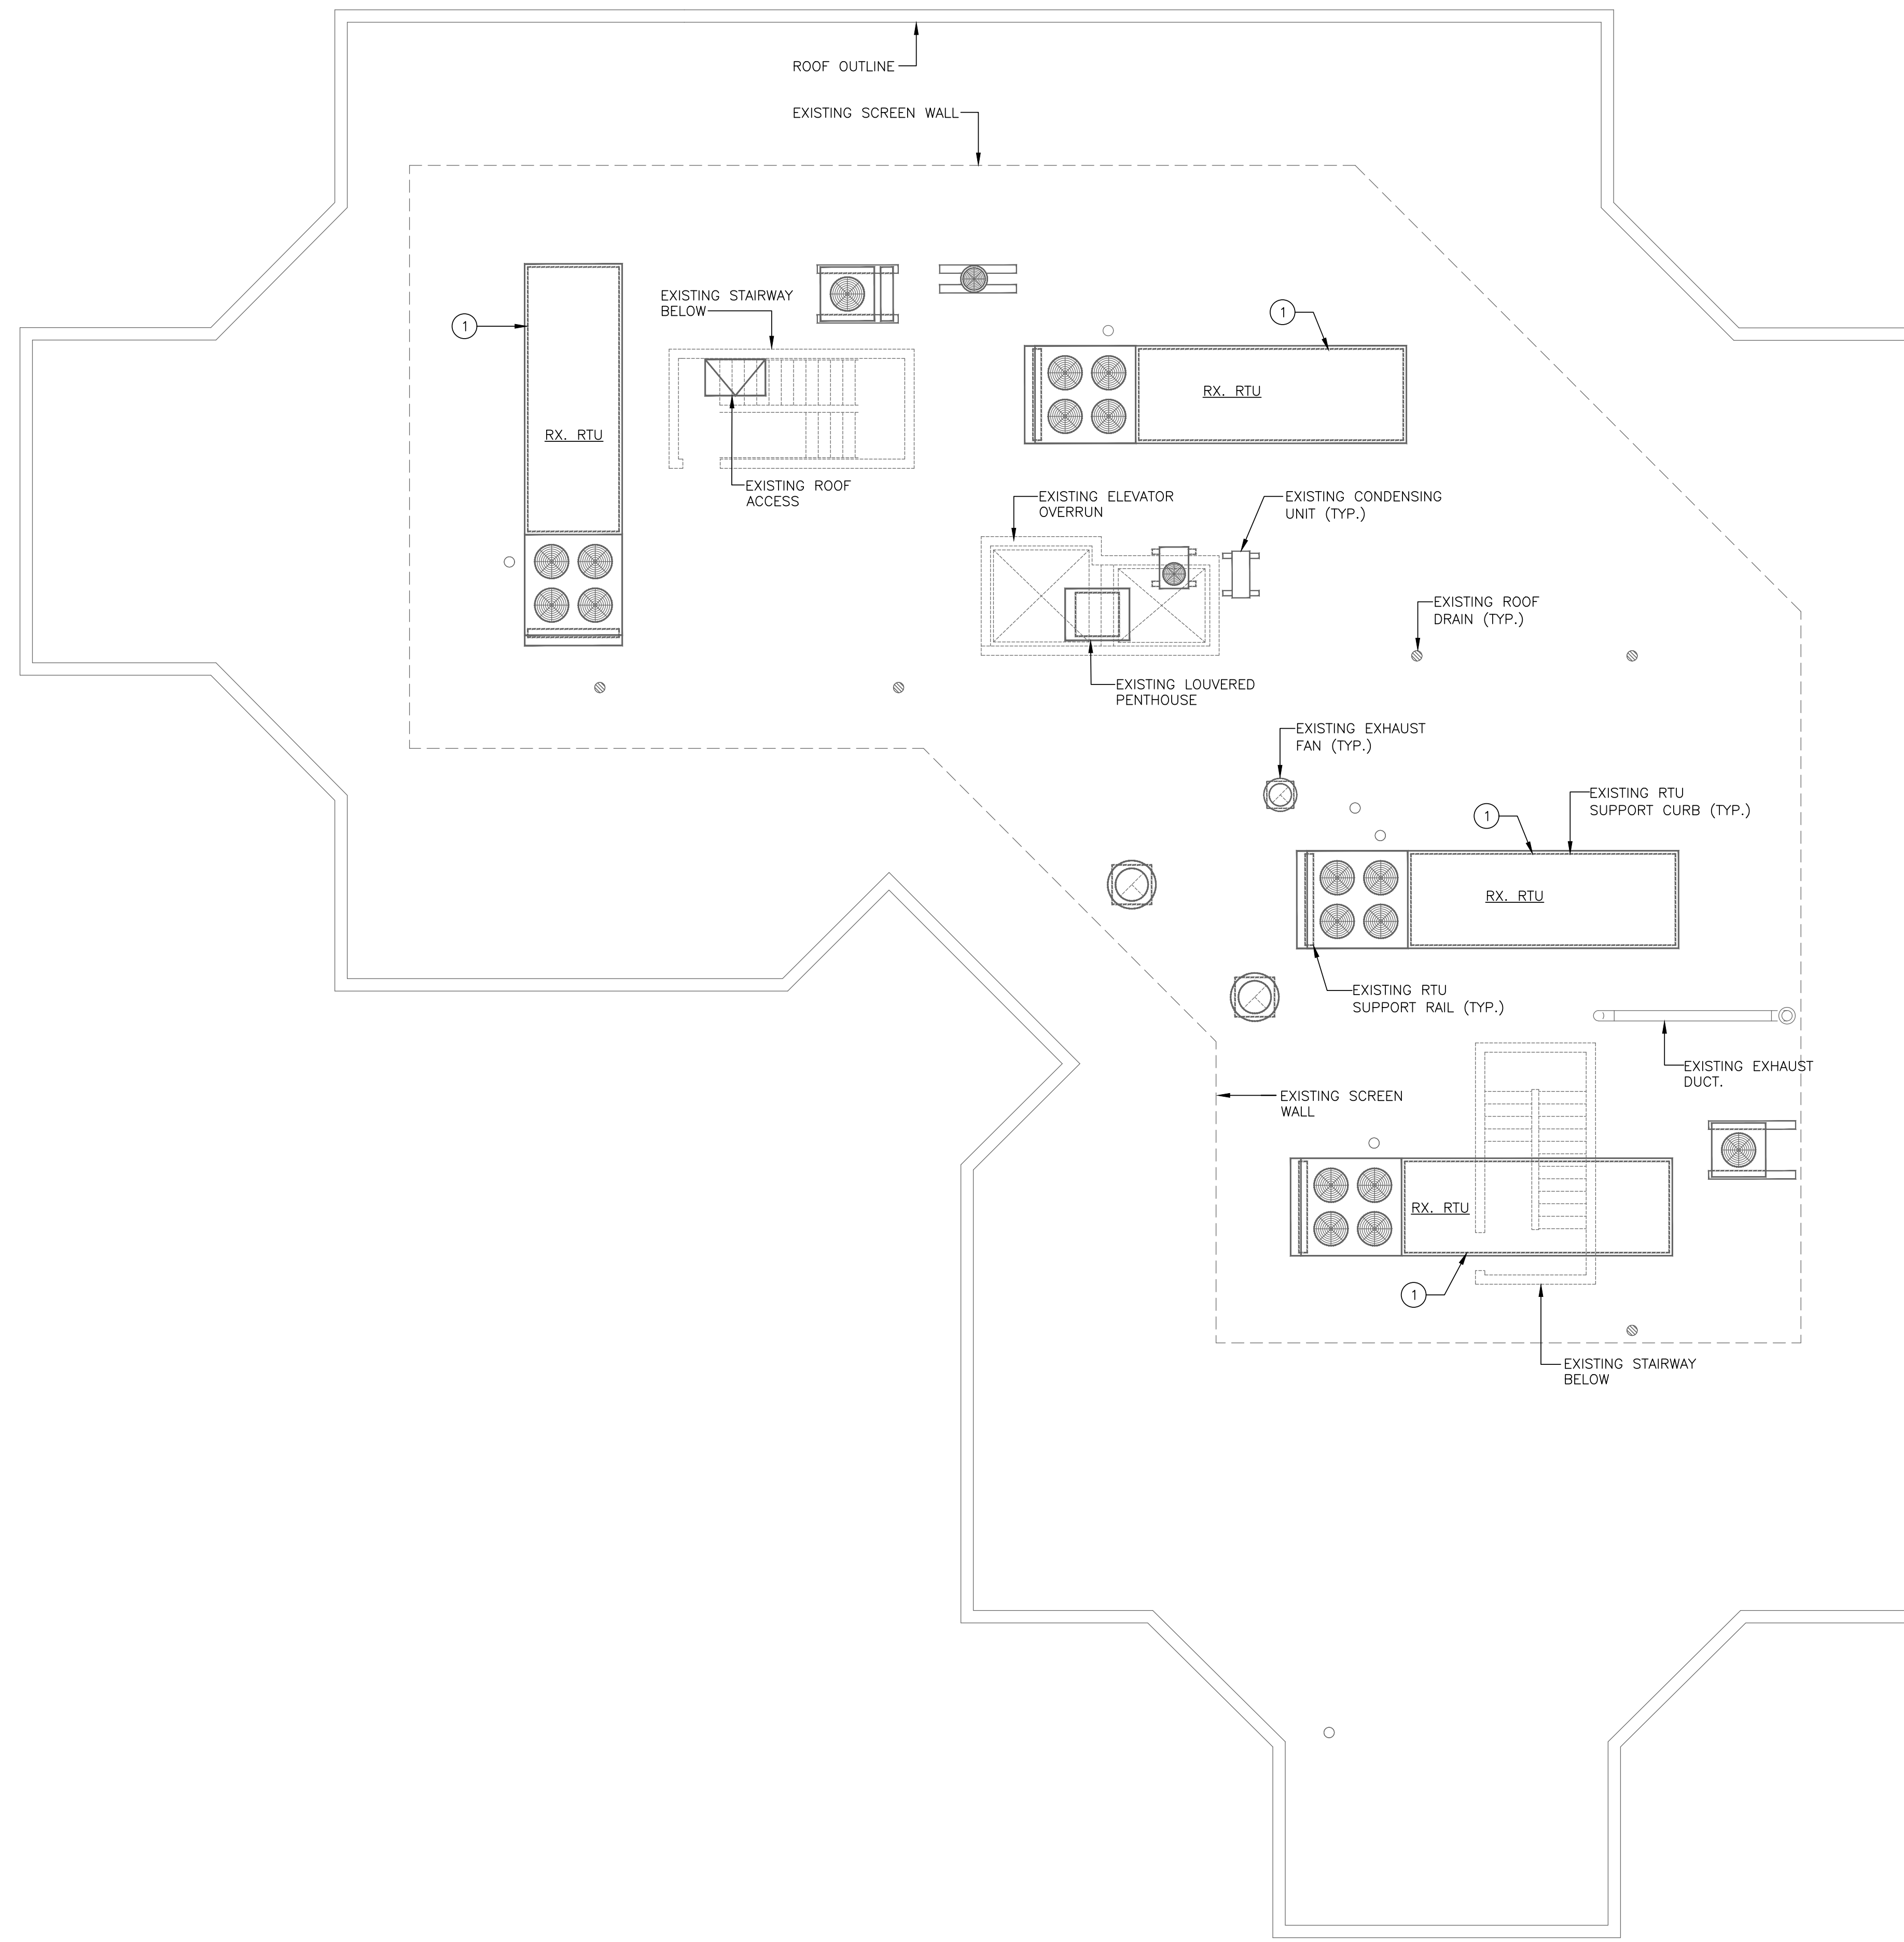 ROOF OUTLINE
EXISTING SCREEN WALL
EXISTING STAIRWAY
BELOW
1
1
RX. RTU
RX. RTU
EXISTING ROOF
ACCESS
EXISTING ELEVATOR
OVERRUN
EXISTING CONDENSING
UNIT (TYP.)
EXISTING ROOF
DRAIN (TYP.)
EXISTING LOUVERED
PENTHOUSE
EXISTING EXHAUST
FAN (TYP.)
EXISTING RTU
SUPPORT CURB (TYP.)
1
RX. RTU
EXISTING RTU
SUPPORT RAIL (TYP.)
EXISTING EXHAUST
DUCT.
EXISTING SCREEN
WALL
RX. RTU
1
EXISTING STAIRWAY
BELOW